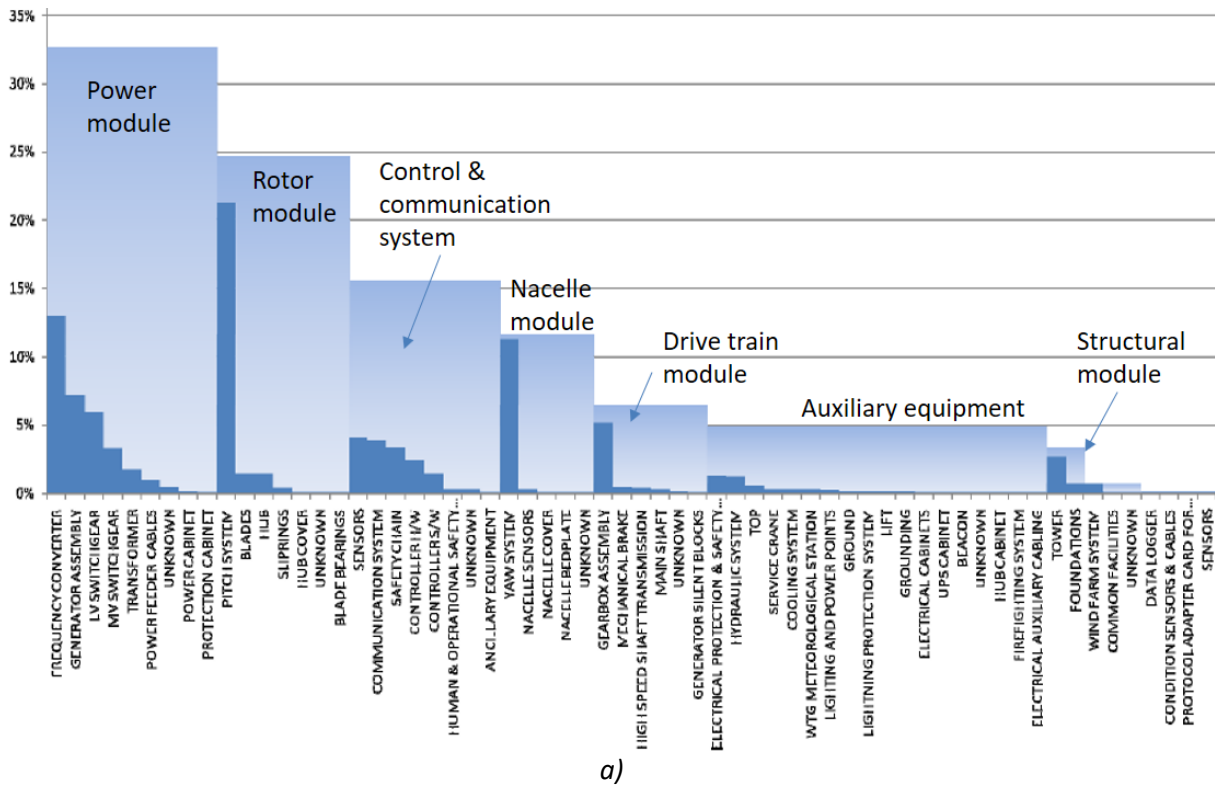 35%
30%
25%
20%
15%
10%
5%
0%
Power
module
Rotor
module
Control &
communication
system
Nacelle
module
Drive train
module
Auxiliary equipment
Structural
module
FREQUENCY CONVERTER
GENERATOR ASSEMBLY
LV SWITCHGEAR
MV SWITCHGEAR
TRANSFORMER
POWER FEEDER CABLES
UNKNOWN
POWER CABINET
PROTECTION CABINET
PITCH SYSTEM
BLADES
HUB
SLIPRINGS
HUBCOVER
UNKNOWN
BLADE BEARINGS
SENSORS
COMMUNICATION SYSTEM
SAFETY CHAIN
CONTROLLER H/W
CONTROLLER S/W
HUMAN & OPERATIONAL SAFETY...
UNKNOWN
ANCILLARY EQUIPMENT
YAW SYSTEM
NACELLE SENSORS
NACELLE COVER
NACELLE BEDPLATE
UNKNOWN
GEARBOX ASSEMBLY
MECHANICAL BRAKE
HIGH SPEED SHAFT TRANSMISSION
MAIN SHAFT
UNKNOWN
GENERATOR SILENT BLOCKS
ELECTRICAL PROTECTION & SAFETY...
HYDRAULIC SYSTEM
TOP
SERVICE CRANE
COOLING SYSTEM
WTG METEOROLOGICAL STATION
LIGHTING AND POWER POINTS
GROUND
LIGHTNING PROTECTION SYSTEM
LIFT
GROUNDING
ELECTRICAL CABINETS
UPS CABINET
BEACON
UNKNOWN
HUB CABINET
FIREFIGHTING SYSTEM
ELECTRICAL AUXILIARY CABLING
TOWER
FOUNDATIONS
WIND FARM SYSTEM
COMMON FACILITIES
UNKNOWN
DATA LOGGER
CONDITION SENSORS & CABLES
PROTOCOL ADAPTER CARD FOR...
SENSORS
a)